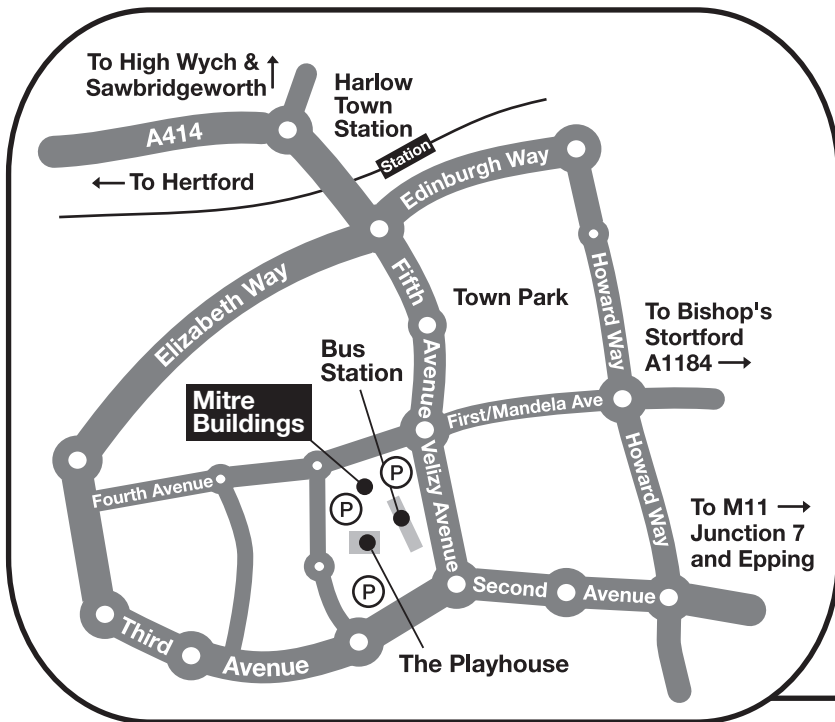 To High Wych &
Sawbridgeworth
Harlow
Town
Station
A414
Station
To Hertford
Edinburgh Way
Elizabeth Way
Fifth
Avenue
Town Park
Howard Way
To Bishop's
Stortford
A1184
Bus
Station
Mitre
Buildings
First/Mandela Ave
Fourth Avenue
P
P
P
Velizy Avenue
Howard Way
To M11
Junction 7
and Epping
Second Avenue
Third Avenue
The Playhouse